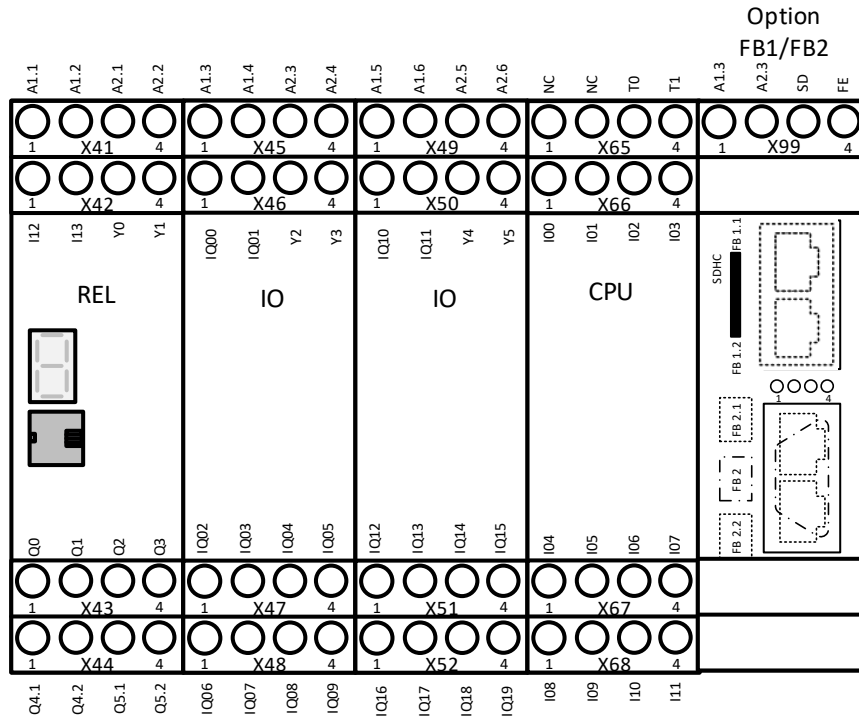 Option
FB1/FB2
A1.1 A1.2 A2.1 A2.2 A1.3 A1.4 A2.3 A2.4 A1.5 A1.6 A2.5 A2.6 NC NC T0 T1 A1.3 A2.3 SD FE
1 X41 4 1 X45 4 1 X49 4 1 X65 4 1 X99 4
1 X42 4 1 X46 4 1 X50 4 1 X66 4
I12 I13 Y0 Y1 IQ00 IQ01 Y2 Y3 IQ10 IQ11 Y4 Y5 I00 I01 I02 I03 FB 1.1
SDHC
REL IO IO CPU
FB 1.2
1 4
FB 2.1
FB 2
FB 2.2
Q0 Q1 Q2 Q3 IQ02 IQ03 IQ04 IQ05 IQ12 IQ13 IQ14 IQ15 I04 I05 I06 I07
1 X43 4 1 X47 4 1 X51 4 1 X67 4
1 X44 4 1 X48 4 1 X52 4 1 X68 4
Q4.1 Q4.2 Q5.1 Q5.2 IQ06 IQ07 IQ08 IQ09 IQ16 IQ17 IQ18 IQ19 I08 I09 I10 I11